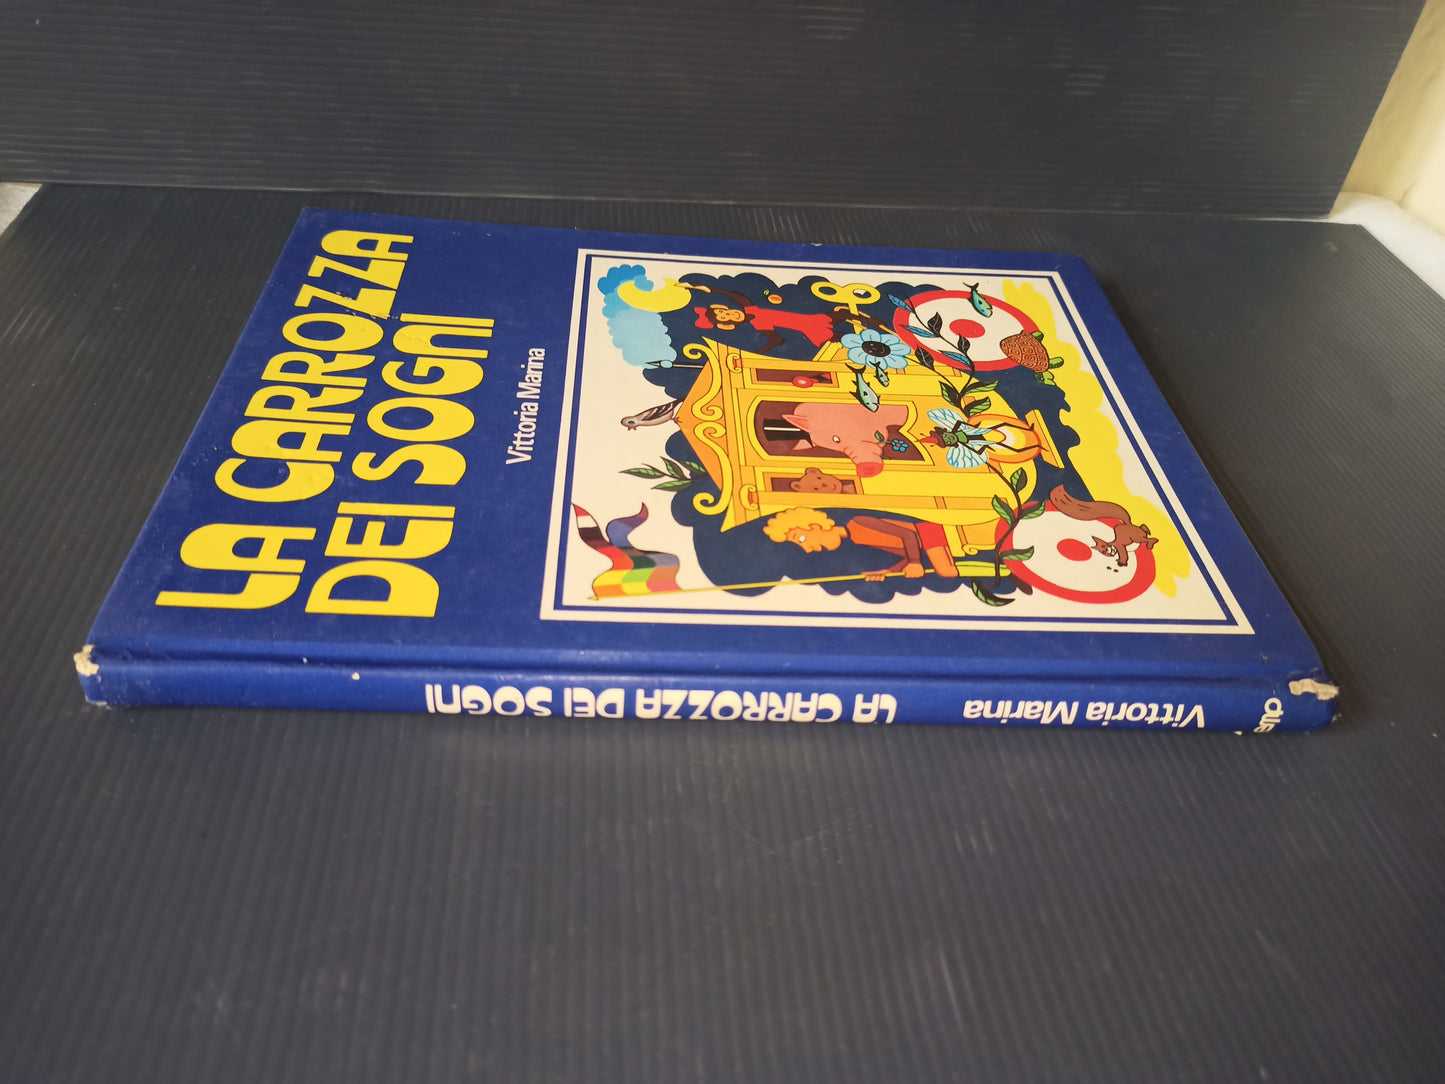 LA CARROZZA
DEI SOGNI
Vittoria Marina
LA CARROZZA DEI SOGNI
Vittoria Marina